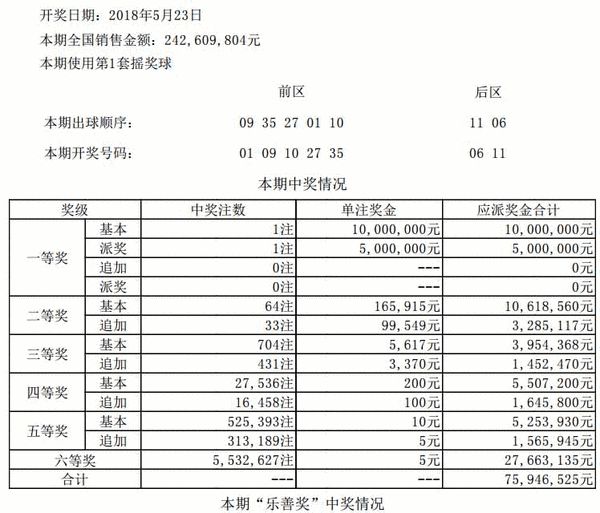 开奖日期：2018年5月23日
本期全国销售金额：242,609,804元
本期使用第1套摇奖球
前区 后区
本期出球顺序： 09 35 27 01 10 11 06
本期开奖号码： 01 09 10 27 35 06 11
本期中奖情况
奖级 中奖注数 单注奖金 应派奖金合计
一等奖 基本 1注 10,000,000元 10,000,000元
派奖 1注 5,000,000元 5,000,000元
追加 0注 --- 0元
派奖 0注 --- 0元
二等奖 基本 64注 165,915元 10,618,560元
追加 33注 99,549元 3,285,117元
三等奖 基本 704注 5,617元 3,954,368元
追加 431注 3,370元 1,452,470元
四等奖 基本 27,536注 200元 5,507,200元
追加 16,458注 100元 1,645,800元
五等奖 基本 525,393注 10元 5,253,930元
追加 313,189注 5元 1,565,945元
六等奖 5,532,627注 5元 27,663,135元
合计 --- --- 75,946,525元
本期“乐善奖”中奖情况